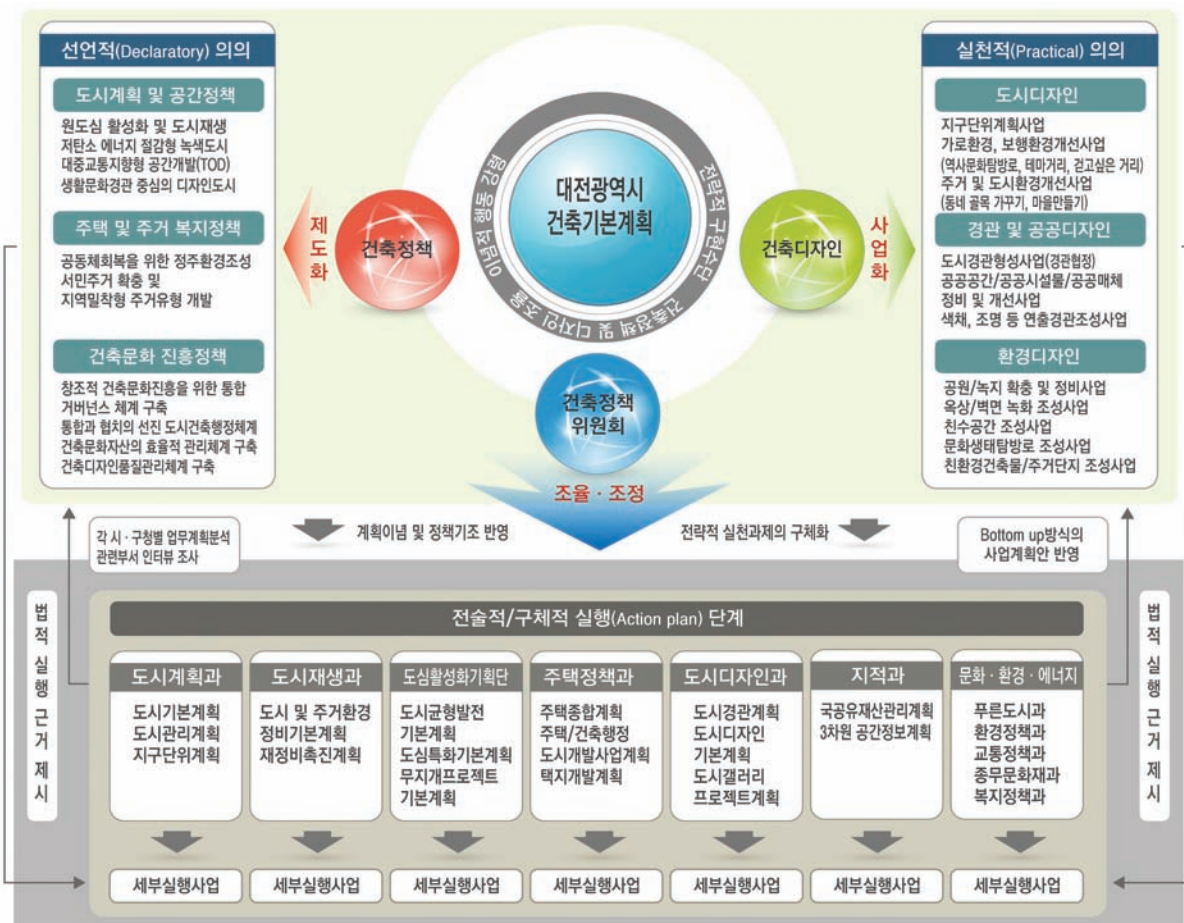 선언적(Declaratory) 의의
도시계획 및 공간정책
원도심 활성화 및 도시재생
저탄소 에너지 절감형 녹색도시
대중교통지향형 공간개발(TOD)
생활문화경관 중심의 디자인도시
주택 및 주거 복지정책
공동체회복을 위한 정주환경조성
서민주거 확충 및
지역밀착형 주거유형 개발
건축문화 진흥정책
창조적 건축문화진흥을 위한 통합
거버넌스 체계 구축
통합과 협치의 선진 도시건축행정체계
건축문화자산의 효율적 관리체계 구축
건축디자인품질관리체계 구축
제도화
건축정책
대전광역시
건축기본계획
이념적 행동 강령
전략적 구현수단
건축정책 및 디자인 조율
건축디자인
사업화
건축정책
위원회
조율 · 조정
실천적(Practical) 의의
도시디자인
지구단위계획사업
가로환경, 보행환경개선사업
(역사문화탐방로, 테마거리, 걷고싶은 거리)
주거 및 도시환경개선사업
(동네 골목 가꾸기, 마을만들기)
경관 및 공공디자인
도시경관형성사업(경관협정)
공공공간/공공시설물/공공매체
정비 및 개선사업
색채, 조명 등 연출경관조성사업
환경디자인
공원/녹지 확충 및 정비사업
옥상/벽면 녹화 조성사업
친수공간 조성사업
문화생태탐방로 조성사업
친환경건축물/주거단지 조성사업
각 시 · 구청별 업무계획분석
관련부서 인터뷰 조사
계획이념 및 정책기조 반영
전략적 실천과제의 구체화
Bottom up방식의
사업계획안 반영
법적 실행 근거 제시
법적 실행 근거 제시
전술적/구체적 실행(Action plan) 단계
도시계획과
도시기본계획
도시관리계획
지구단위계획
도시재생과
도시 및 주거환경
정비기본계획
재정비촉진계획
도심활성화기획단
도시균형발전
기본계획
도심특화기본계획
무지개프로젝트
기본계획
주택정책과
주택종합계획
주택/건축행정
도시개발사업계획
택지개발계획
도시디자인과
도시경관계획
도시디자인
기본계획
도시갤러리
프로젝트계획
지적과
국공유재산관리계획
3차원 공간정보계획
문화 · 환경 · 에너지
푸른도시과
환경정책과
교통정책과
종무문화재과
복지정책과
세부실행사업
세부실행사업
세부실행사업
세부실행사업
세부실행사업
세부실행사업
세부실행사업